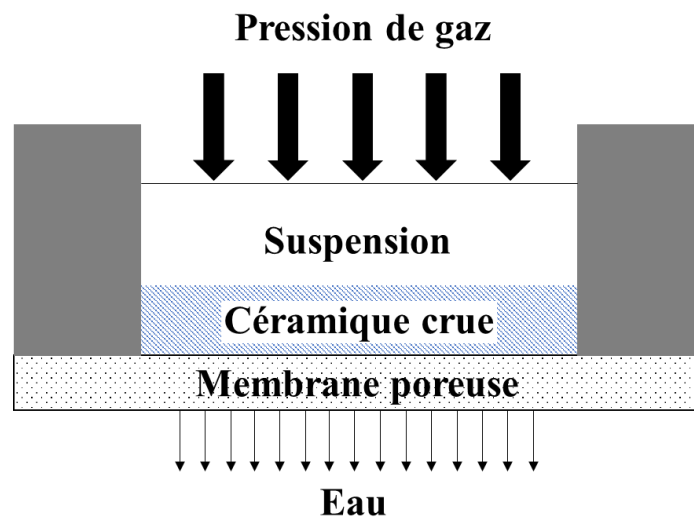 Pression de gaz
Suspension
Céramique crue
Membrane poreuse
Eau